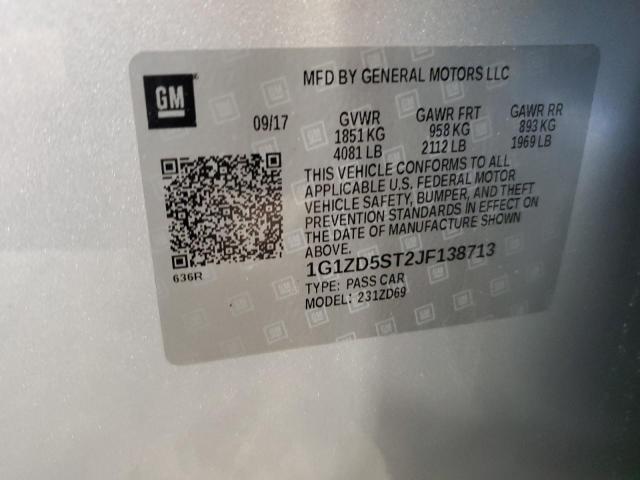 GM
MFD BY GENERAL MOTORS LLC
09/17
GVWR GAWR FRT GAWR RR
1851 KG 958 KG 893 KG
4081 LB 2112 LB 1969 LB
THIS VEHICLE CONFORMS TO ALL
APPLICABLE U.S. FEDERAL MOTOR
VEHICLE SAFETY, BUMPER, AND THEFT
PREVENTION STANDARDS IN EFFECT ON
THE DATE OF MANUFACTURE SHOWN
ABOVE.
636R
1G1ZD5ST2JF138713
TYPE: PASS CAR
MODEL: 231ZD69